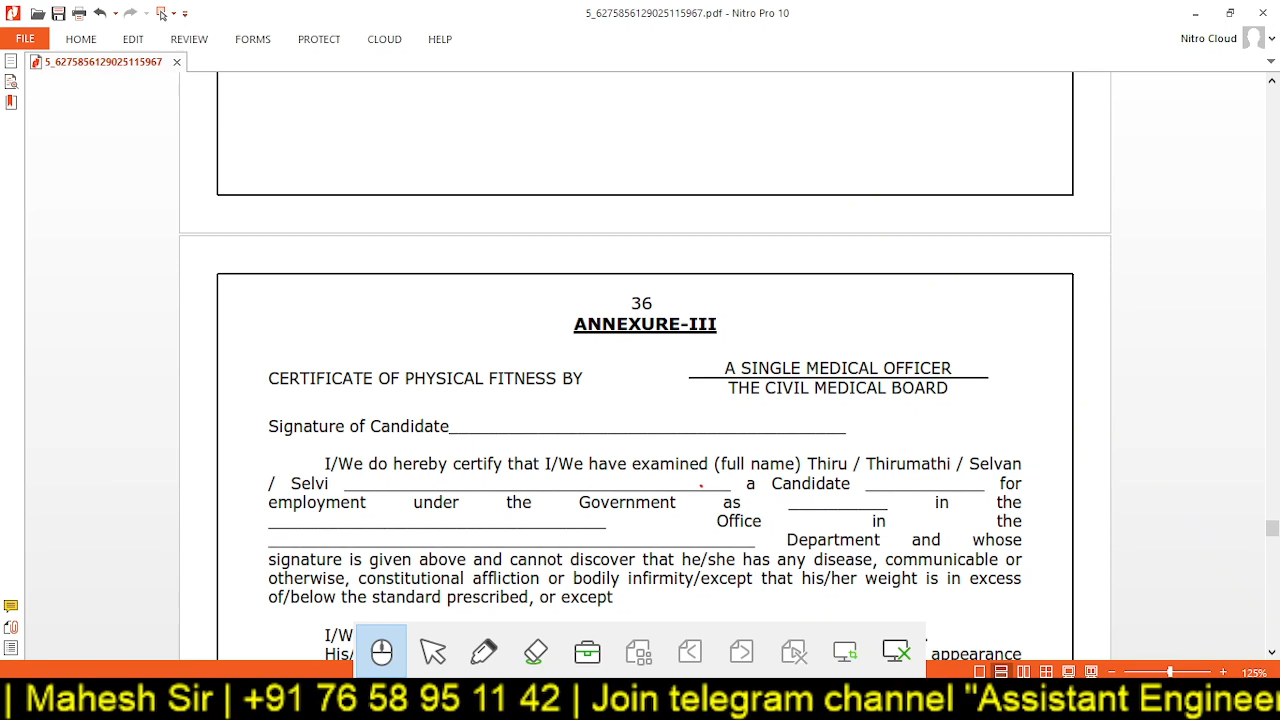 5_6275856129025115967.pdf - Nitro Pro 10
FILE HOME EDIT REVIEW FORMS PROTECT CLOUD HELP
Nitro Cloud
5_6275856129025115967
36
ANNEXURE-III
CERTIFICATE OF PHYSICAL FITNESS BY
A SINGLE MEDICAL OFFICER
THE CIVIL MEDICAL BOARD
Signature of Candidate
I/We do hereby certify that I/We have examined (full name) Thiru / Thirumathi / Selvan
/ Selvi ____ a Candidate ____ for
employment under the Government as ____ in the
____ Office in the
____ Department and whose
signature is given above and cannot discover that he/she has any disease, communicable or
otherwise, constitutional affliction or bodily infirmity/except that his/her weight is in excess
of/below the standard prescribed, or except
I/W
His/ appearance
125%
| Mahesh Sir | +91 76 58 95 11 42 | Join telegram channel "Assistant Engineer